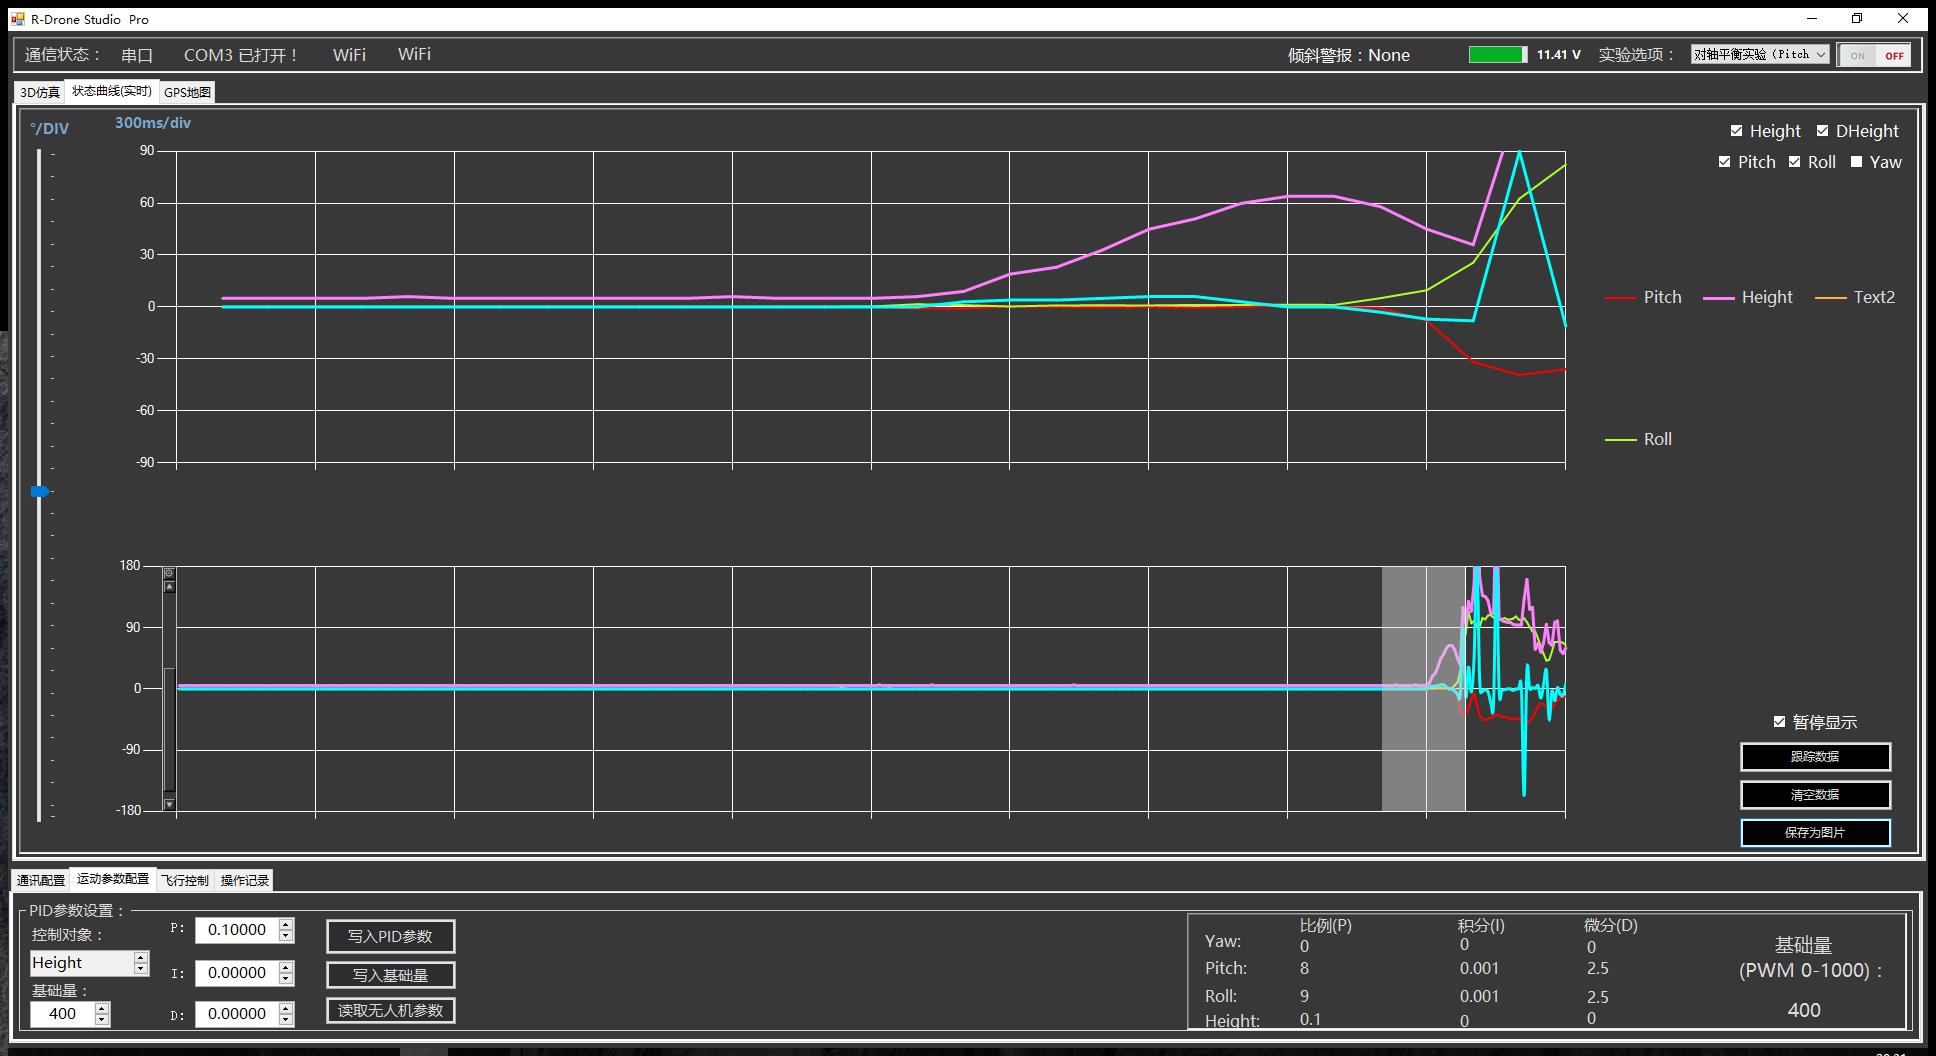 R-Drone Studio Pro
通信状态： 串口 COM3 已打开！ WiFi WiFi 倾斜警报：None 11.41 V 实验选项： 对轴平衡实验（Pitch ON OFF
3D仿真 状态曲线(实时) GPS地图
°/DIV 300ms/div
Height DHeight
Pitch Roll Yaw
90
60
30
0
-30
-60
-90
Pitch Height Text2
Roll
180
90
0
-90
-180
暂停显示
跟踪数据
清空数据
保存为图片
通讯配置 运动参数配置 飞行控制 操作记录
PID参数设置：
控制对象：
Height
基础量：
400
P: 0.10000
I: 0.00000
D: 0.00000
写入PID参数
写入基础量
读取无人机参数
比例(P) 积分(I) 微分(D)
Yaw: 0 0 0
Pitch: 8 0.001 2.5
Roll: 9 0.001 2.5
Height: 0.1 0 0
基础量
(PWM 0-1000)：
400